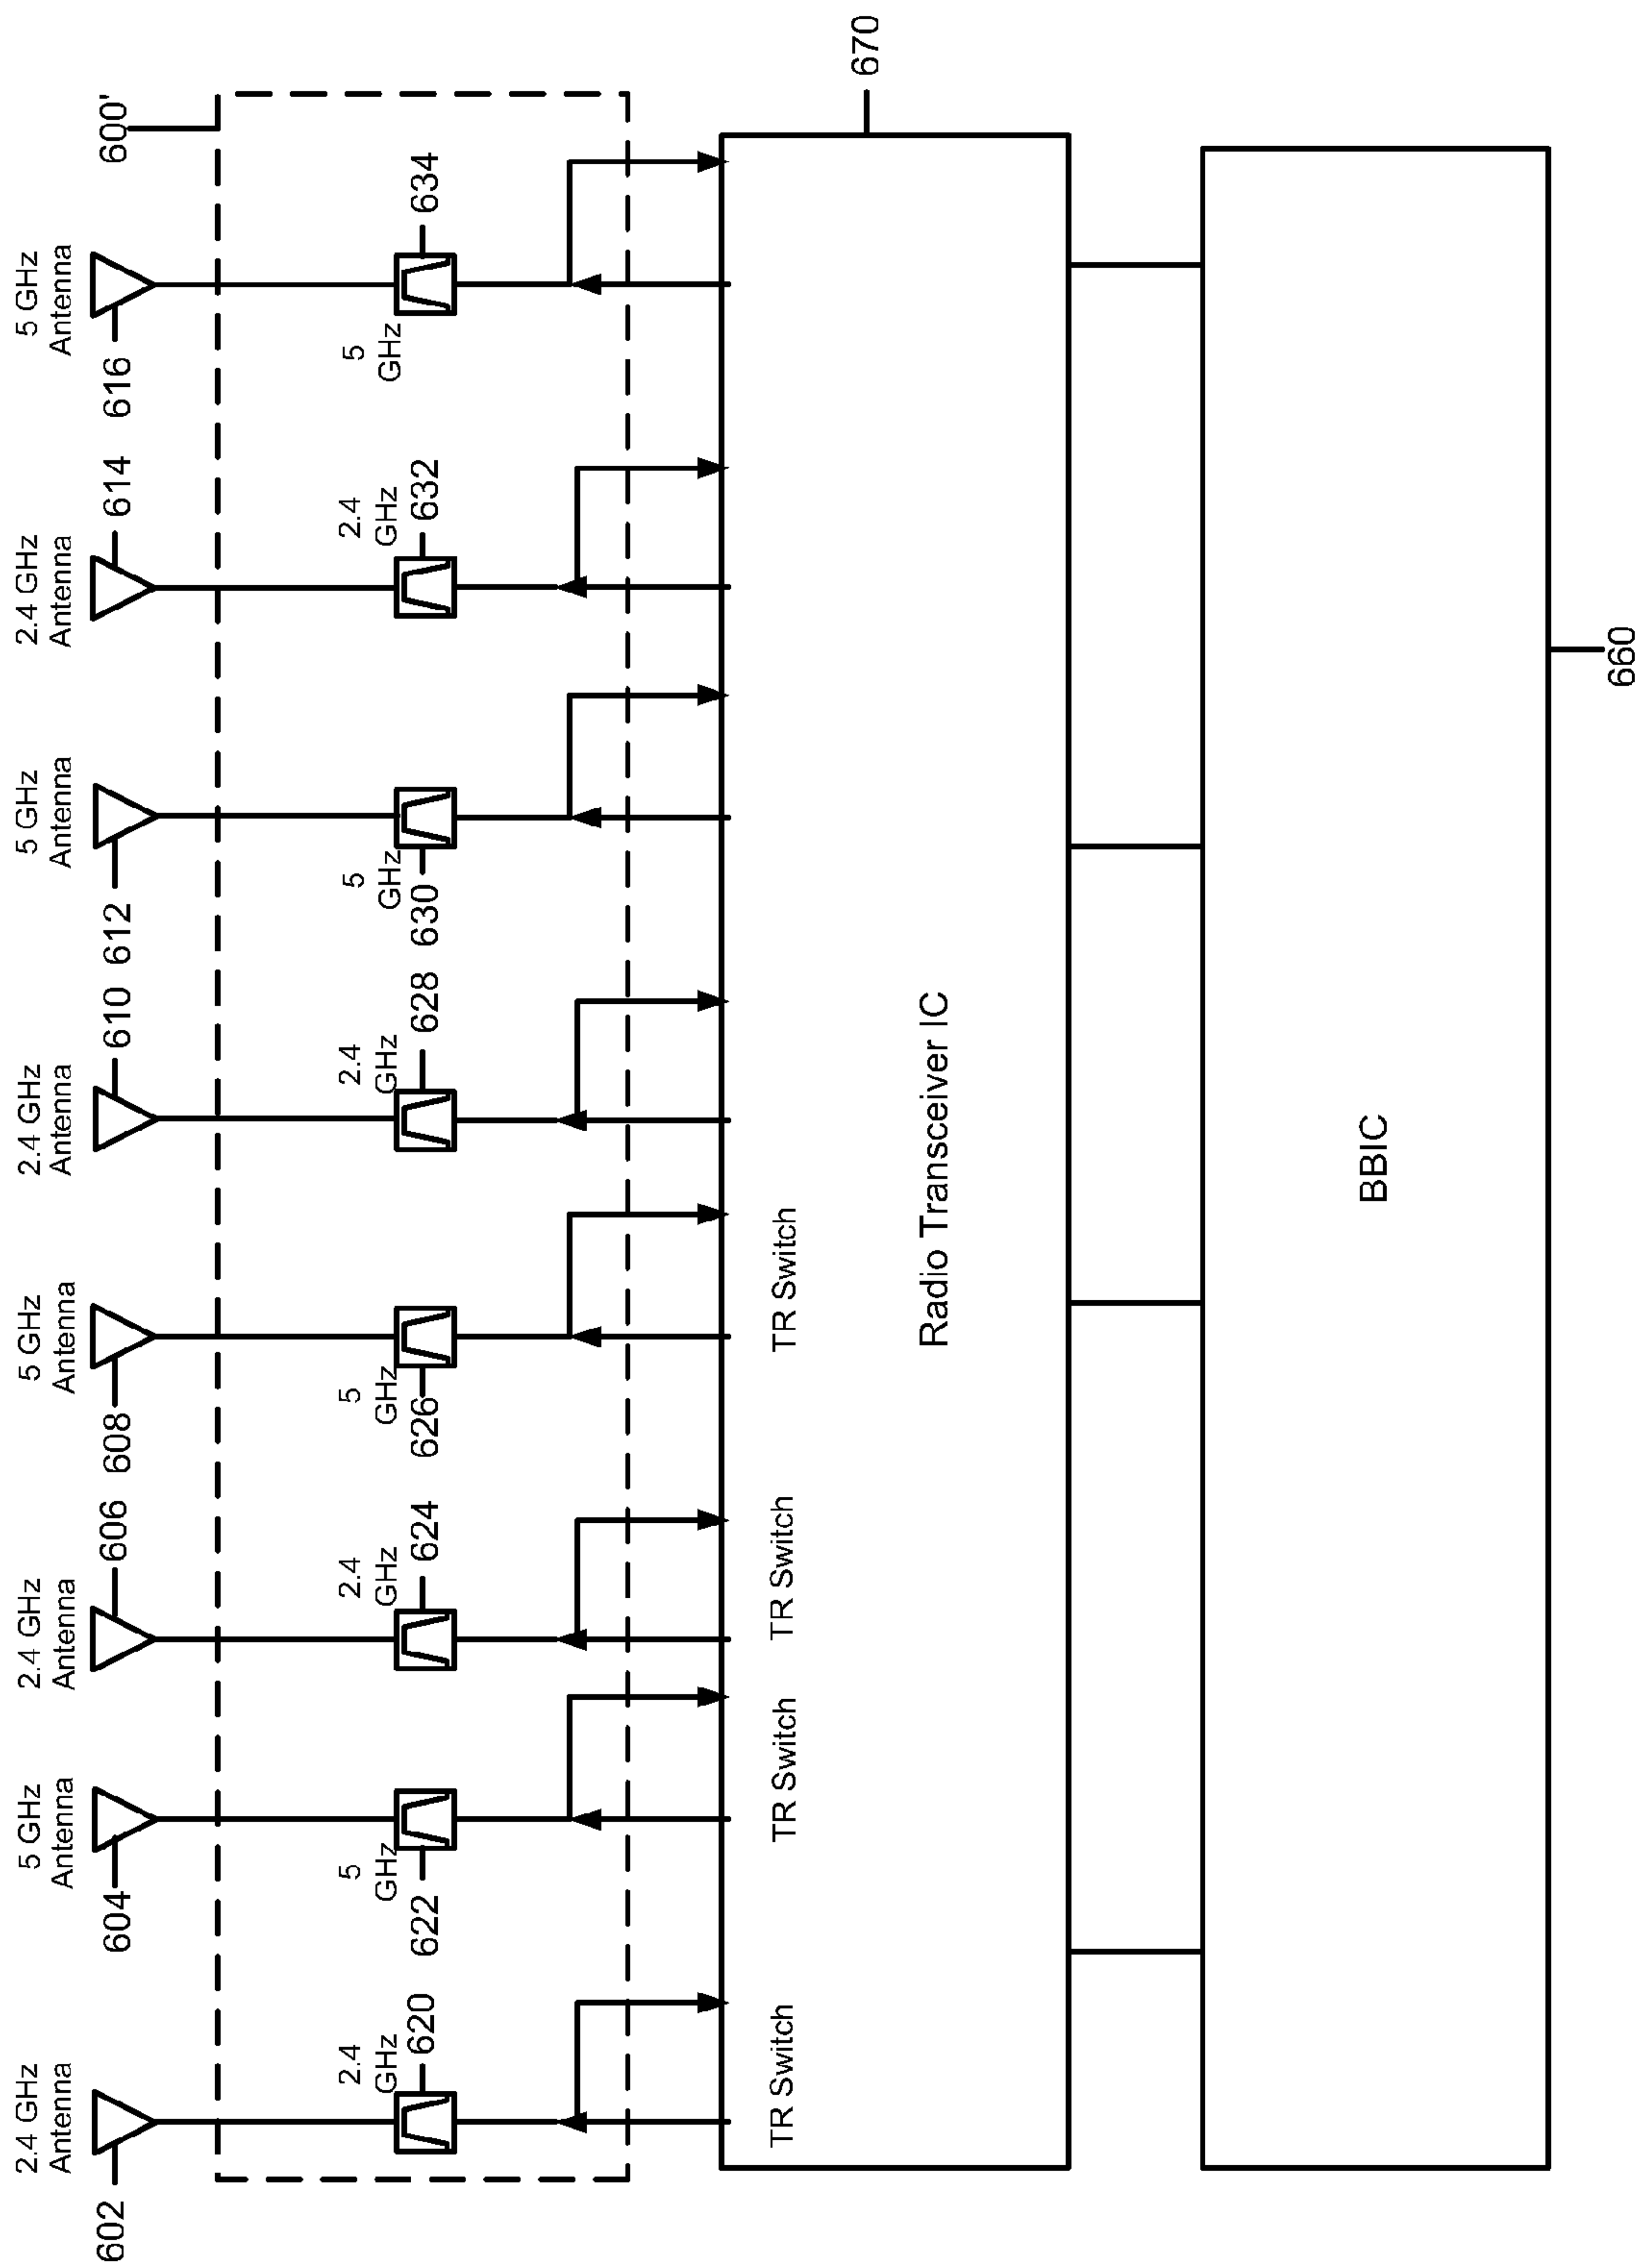 2.4 GHz
Antenna
602
5 GHz
Antenna
604
2.4 GHz
Antenna
606
5 GHz
Antenna
608
2.4 GHz
Antenna
610
5 GHz
Antenna
612
2.4 GHz
Antenna
614
5 GHz
Antenna
616
600'
2.4
GHz
620
5
GHz
622
2.4
GHz
624
5
GHz
626
2.4
GHz
628
5
GHz
630
2.4
GHz
632
5
GHz
634
TR Switch
TR Switch
TR Switch
TR Switch
Radio Transceiver IC
670
BBIC
660